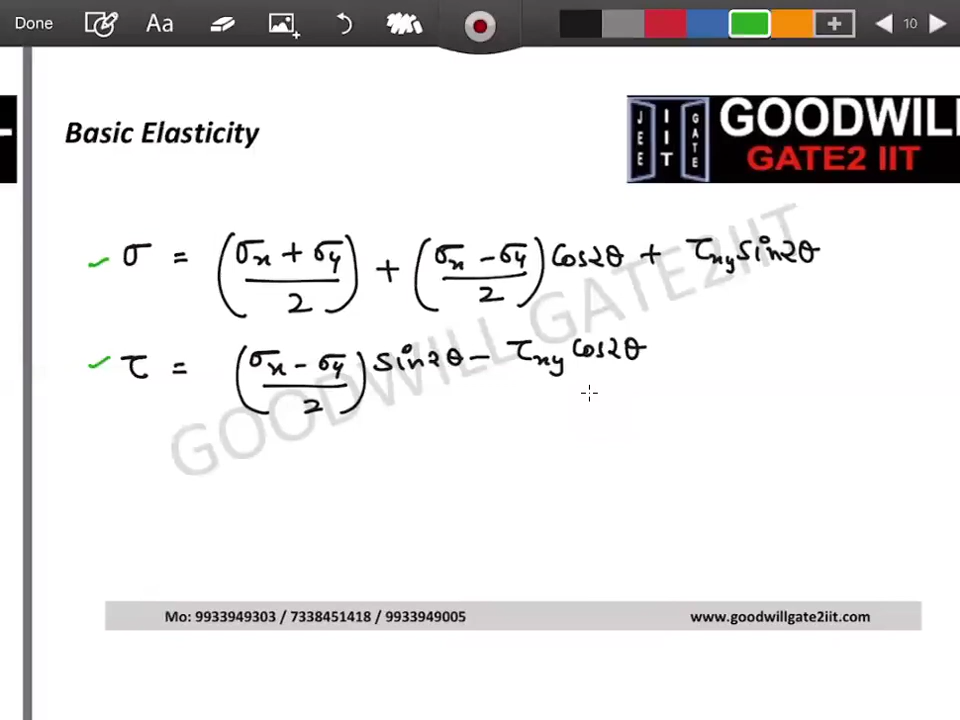 Done Aa 10
Basic Elasticity
JEE IIT GATE GOODWILL
GATE2 IIT
σ = (σx + σy / 2) + (σx − σy / 2) cos2θ + τxy sin2θ
τ = (σx − σy / 2) sin2θ − τxy cos2θ
GOODWILL GATE2IIT
Mo: 9933949303 / 7338451418 / 9933949005 www.goodwillgate2iit.com